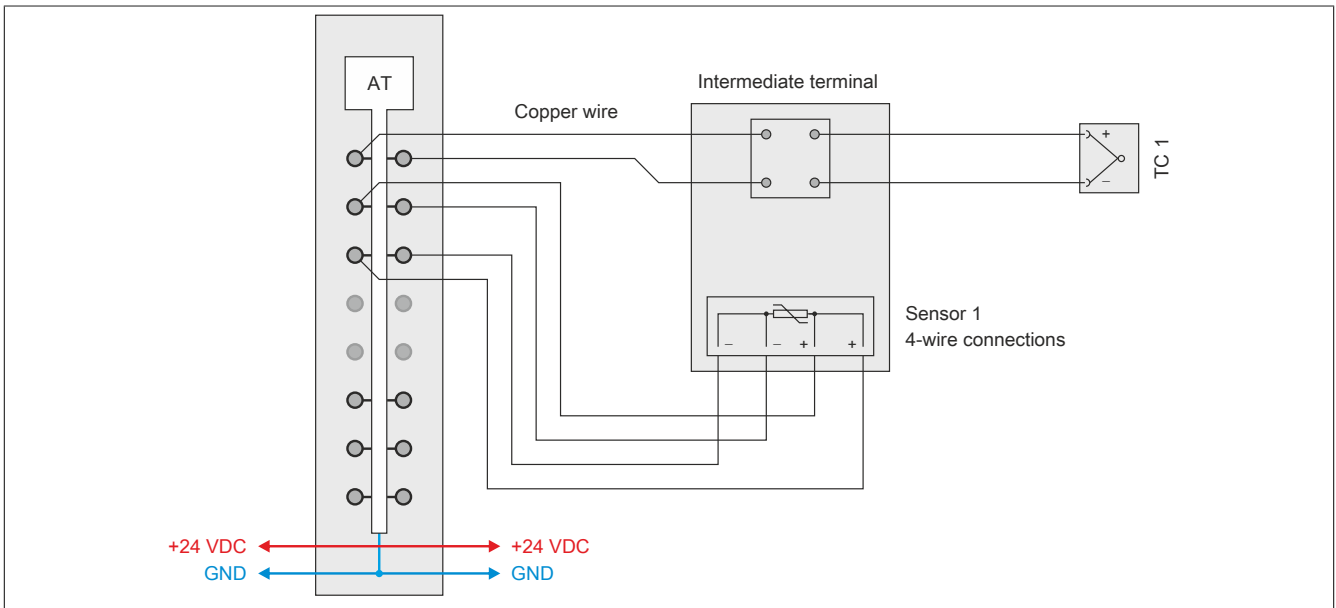 AT
Intermediate terminal
Copper wire
+
−
TC 1
Sensor 1
4-wire connections
− − + +
+24 VDC +24 VDC
GND GND